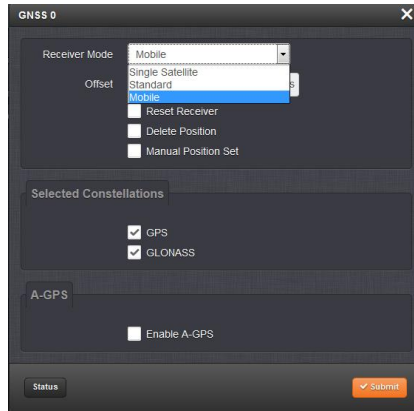 GNSS 0
Receiver Mode Mobile
Single Satellite
Offset Standard s
Mobile
Reset Receiver
Delete Position
Manual Position Set
Selected Constellations
GPS
GLONASS
A-GPS
Enable A-GPS
Status Submit